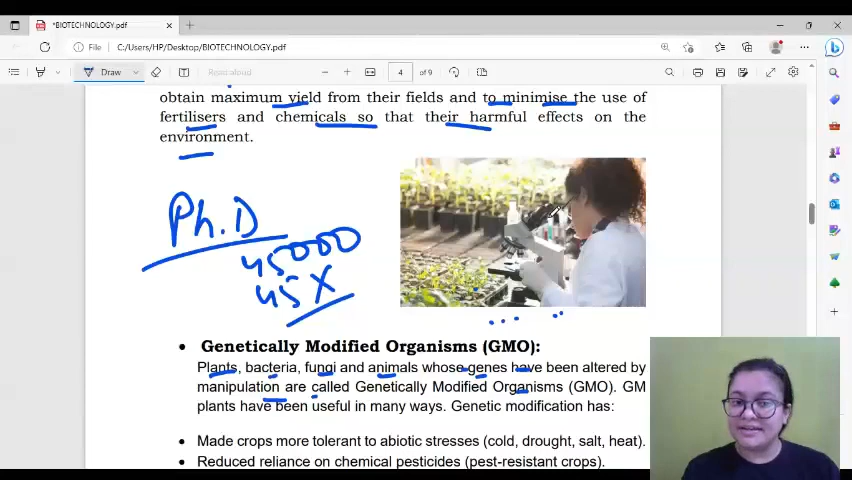 *BIOTECHNOLOGY.pdf
File
C:/Users/HP/Desktop/BIOTECHNOLOGY.pdf
Draw
Read aloud
4
of 9
obtain maximum yield from their fields and to minimise the use of
fertilisers and chemicals so that their harmful effects on the
environment.
Ph.D
45000
45 X
• Genetically Modified Organisms (GMO):
Plants, bacteria, fungi and animals whose genes have been altered by
manipulation are called Genetically Modified Organisms (GMO). GM
plants have been useful in many ways. Genetic modification has:
• Made crops more tolerant to abiotic stresses (cold, drought, salt, heat).
• Reduced reliance on chemical pesticides (pest-resistant crops).